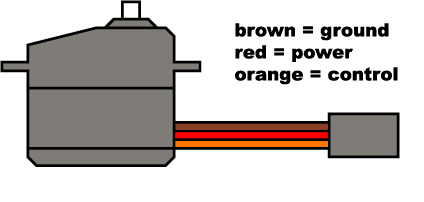 brown = ground
red = power
orange = control